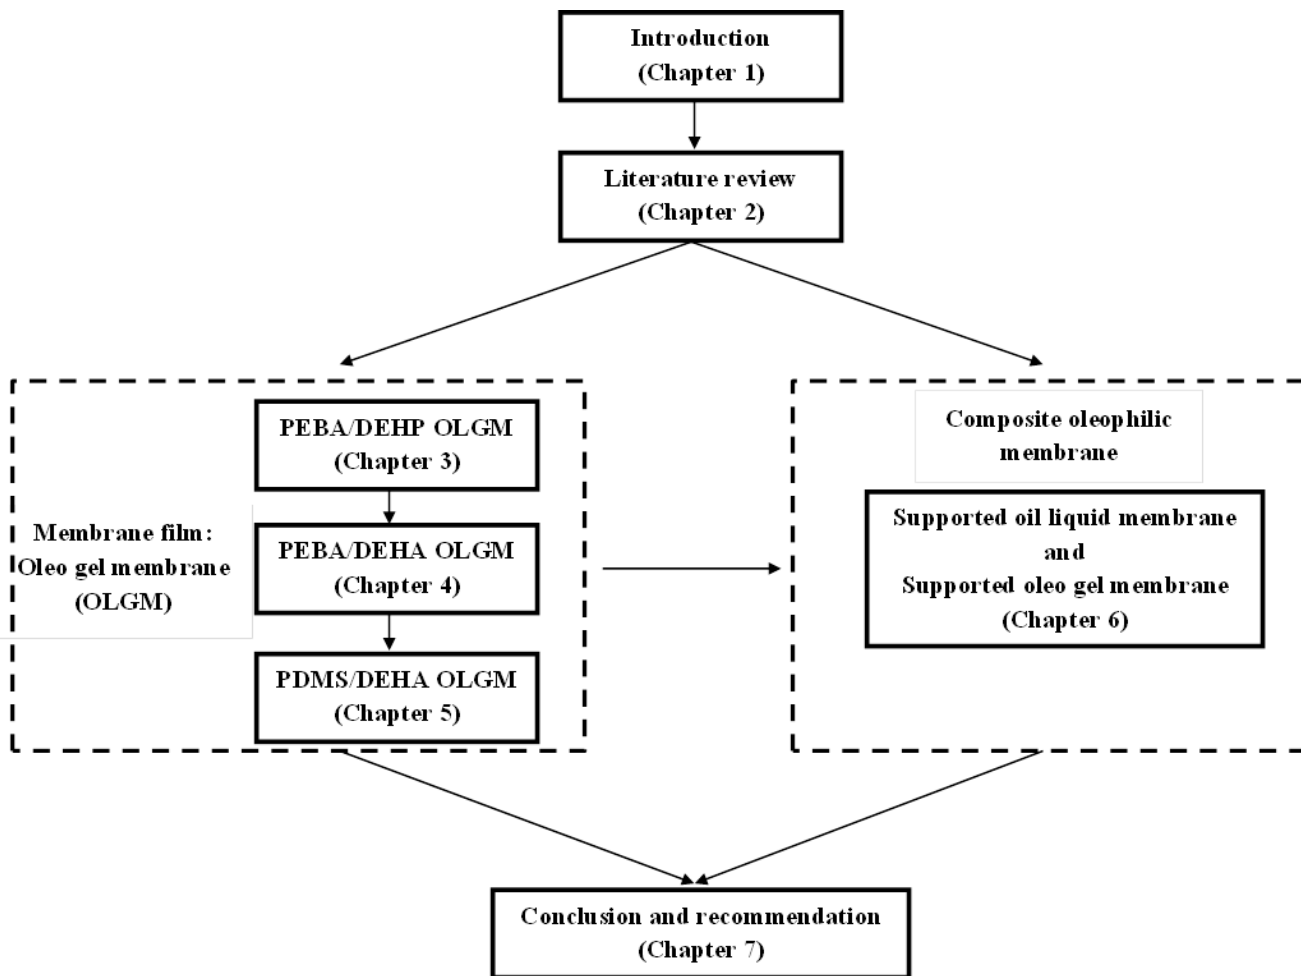 Introduction
(Chapter 1)
Literature review
(Chapter 2)
Membrane film:
Oleo gel membrane
(OLGM)
PEBA/DEHP OLGM
(Chapter 3)
PEBA/DEHA OLGM
(Chapter 4)
PDMS/DEHA OLGM
(Chapter 5)
Composite oleophilic
membrane
Supported oil liquid membrane
and
Supported oleo gel membrane
(Chapter 6)
Conclusion and recommendation
(Chapter 7)